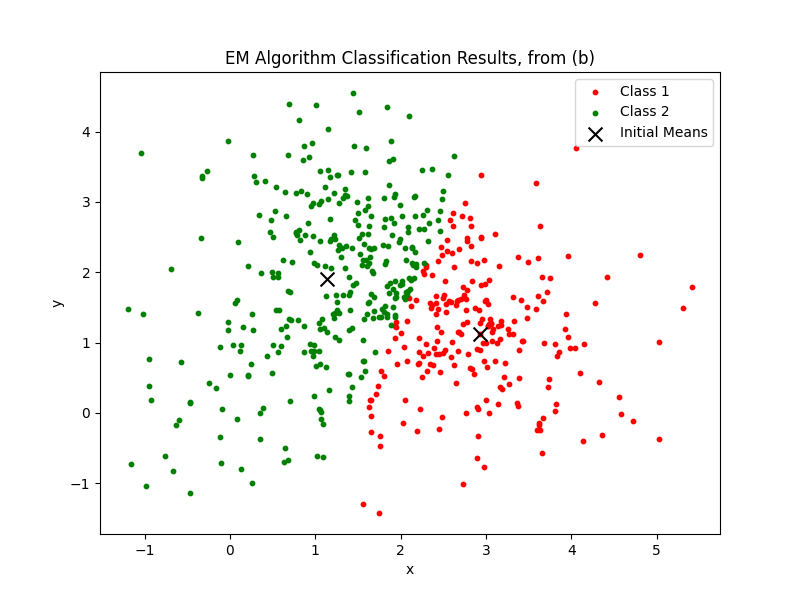 EM Algorithm Classification Results, from (b)
Class 1
Class 2
Initial Means
y
4
3
2
1
0
−1
−1
0
1
2
3
4
5
x